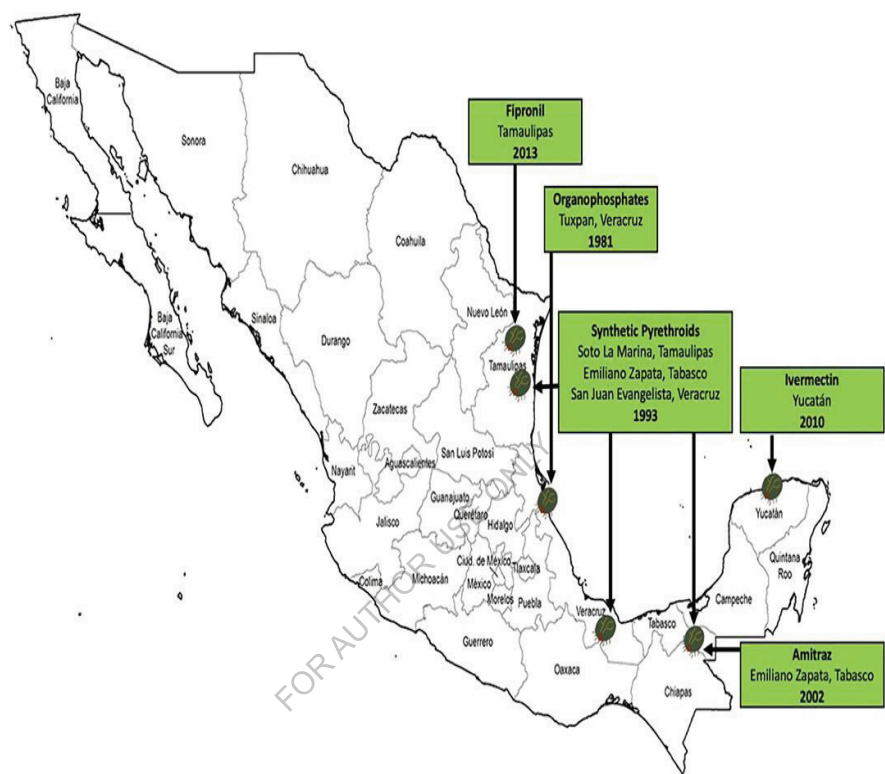 Baja
California
Sonora
Chihuahua
Coahuila
Baja
California
Sur
Sinaloa
Durango
Nuevo León
Tamaulipas
Zacatecas
San Luis Potosí
Nayarit
Aguascalientes
Guanajuato
Querétaro
Hidalgo
Jalisco
Ciud. de México
México
Tlaxcala
Colima
Michoacán
Morelos
Puebla
Veracruz
Guerrero
Oaxaca
Tabasco
Chiapas
Campeche
Yucatán
Quintana
Roo
Fipronil
Tamaulipas
2013
Organophosphates
Tuxpan, Veracruz
1981
Synthetic Pyrethroids
Soto La Marina, Tamaulipas
Emiliano Zapata, Tabasco
San Juan Evangelista, Veracruz
1993
Ivermectin
Yucatán
2010
Amitraz
Emiliano Zapata, Tabasco
2002
FOR AUTHOR USE ONLY